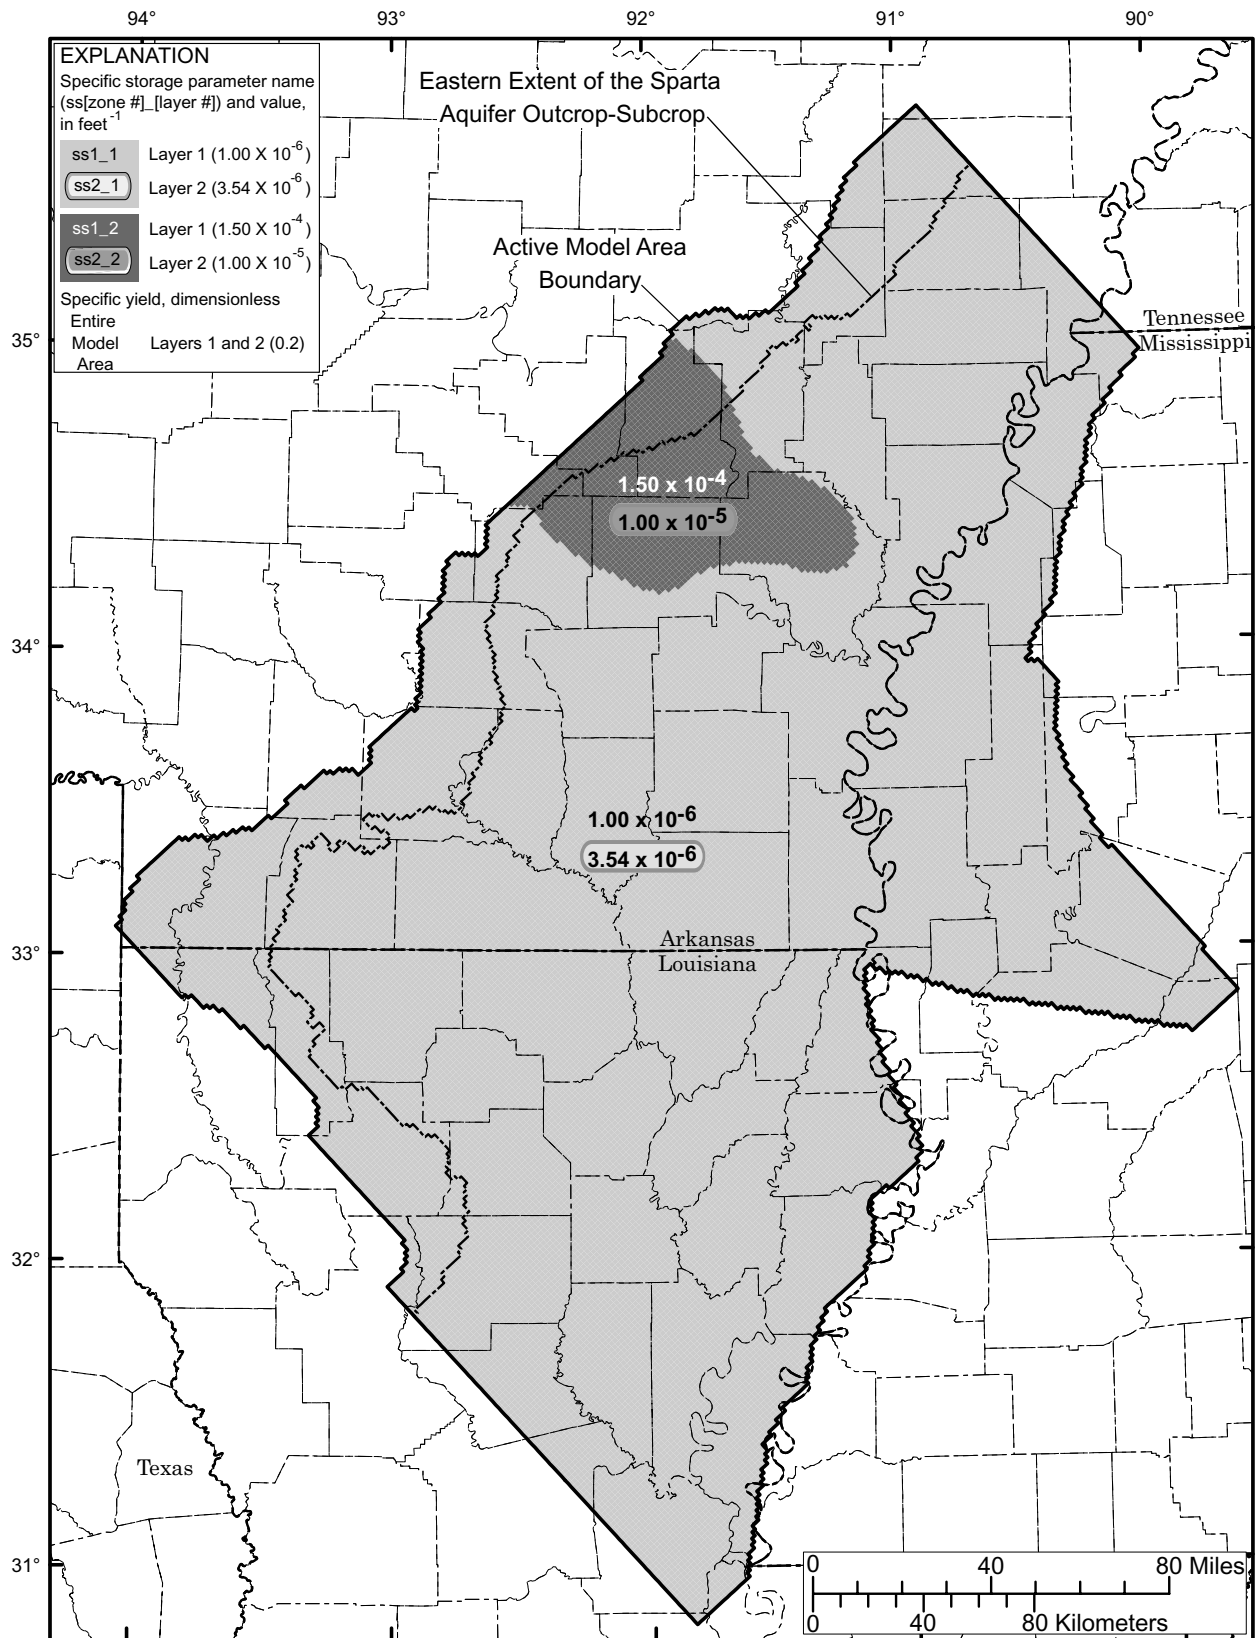 94°
93°
92°
91°
90°
EXPLANATION
Specific storage parameter name
(ss[zone #]_[layer #]) and value,
in feet⁻¹
ss1_1 Layer 1 (1.00 X 10⁻⁶)
ss2_1 Layer 2 (3.54 X 10⁻⁶)
ss1_2 Layer 1 (1.50 X 10⁻⁴)
ss2_2 Layer 2 (1.00 X 10⁻⁵)
Specific yield, dimensionless
Entire
Model Layers 1 and 2 (0.2)
Area
Eastern Extent of the Sparta
Aquifer Outcrop-Subcrop
Active Model Area
Boundary
35°
Tennessee
Mississippi
1.50 x 10⁻⁴
1.00 x 10⁻⁵
34°
1.00 x 10⁻⁶
3.54 x 10⁻⁶
33°
Arkansas
Louisiana
32°
Texas
31°
0 40 80 Miles
0 40 80 Kilometers